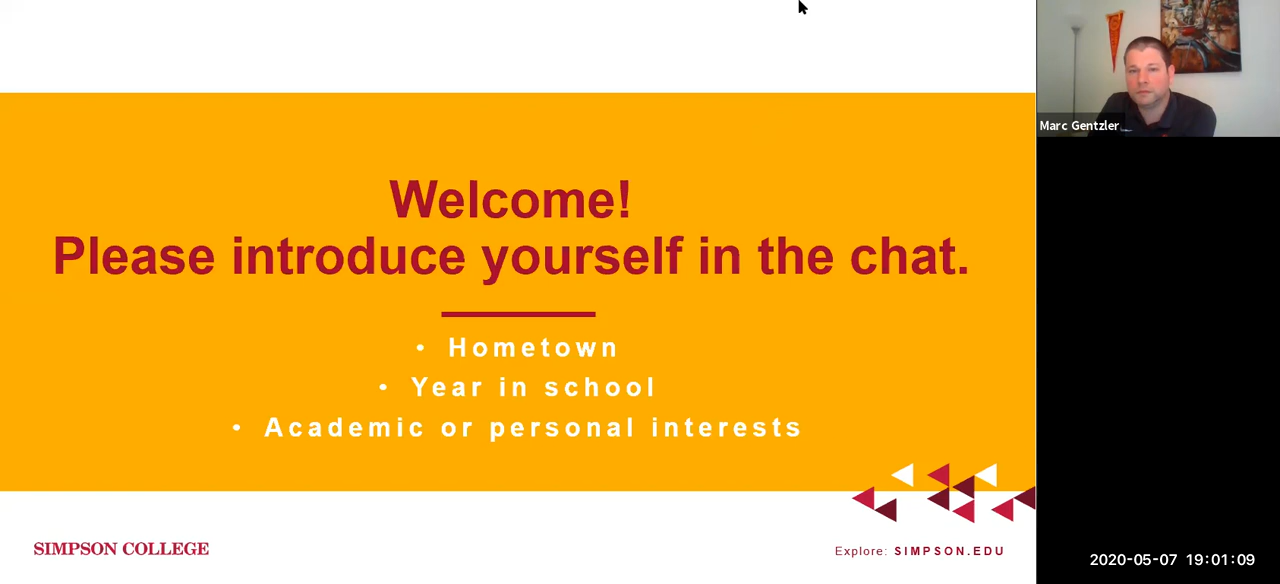 Welcome!
Please introduce yourself in the chat.
• Hometown
• Year in school
• Academic or personal interests
SIMPSON COLLEGE
Explore: SIMPSON.EDU
Marc Gentzler
2020-05-07 19:01:09